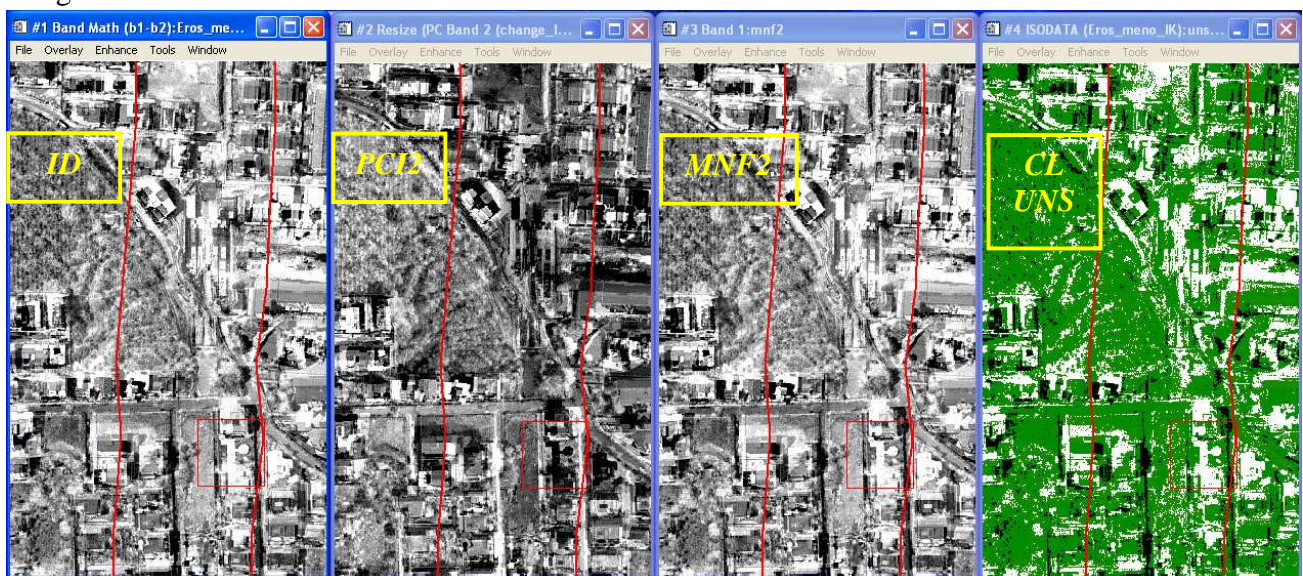 #1 Band Math (b1-b2):Eros_me...
File Overlay Enhance Tools Window
ID
#2 Resize (PC Band 2 (change_I...
File Overlay Enhance Tools Window
PCI2
#3 Band 1:mnf2
File Overlay Enhance Tools Window
MNF2
#4 ISODATA (Eros_meno_IK):uns...
File Overlay Enhance Tools Window
CL
UNS